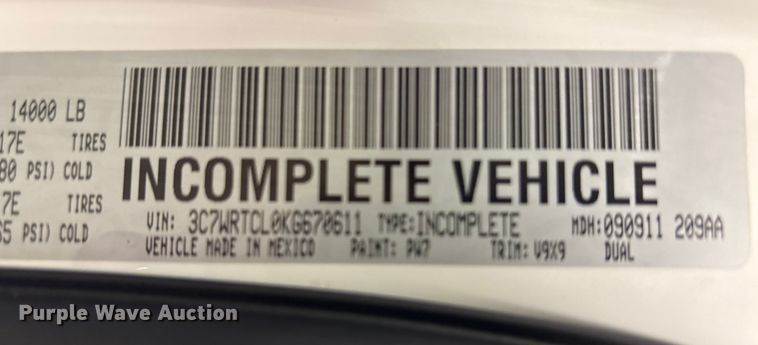 14000 LB
17E TIRES
80 PSI) COLD
7E TIRES
65 PSI) COLD
INCOMPLETE VEHICLE
VIN: 3C7WRTCL0KG670611 TYPE:INCOMPLETE MDH:090911 209AA
VEHICLE MADE IN MEXICO PAINT: PW7 TRIM: V9X9 DUAL
Purple Wave Auction